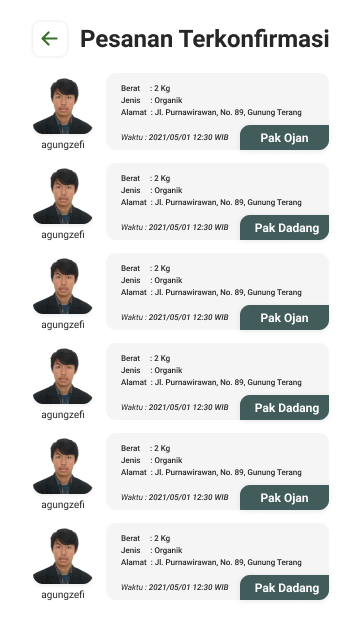 Pesanan Terkonfirmasi
Berat : 2 Kg
Jenis : Organik
Alamat : Jl. Purnawirawan, No. 89, Gunung Terang
Waktu : 2021/05/01 12:30 WIB
Pak Ojan
agungzefi
Berat : 2 Kg
Jenis : Organik
Alamat : Jl. Purnawirawan, No. 89, Gunung Terang
Waktu : 2021/05/01 12:30 WIB
Pak Dadang
agungzefi
Berat : 2 Kg
Jenis : Organik
Alamat : Jl. Purnawirawan, No. 89, Gunung Terang
Waktu : 2021/05/01 12:30 WIB
Pak Ojan
agungzefi
Berat : 2 Kg
Jenis : Organik
Alamat : Jl. Purnawirawan, No. 89, Gunung Terang
Waktu : 2021/05/01 12:30 WIB
Pak Dadang
agungzefi
Berat : 2 Kg
Jenis : Organik
Alamat : Jl. Purnawirawan, No. 89, Gunung Terang
Waktu : 2021/05/01 12:30 WIB
Pak Ojan
agungzefi
Berat : 2 Kg
Jenis : Organik
Alamat : Jl. Purnawirawan, No. 89, Gunung Terang
Waktu : 2021/05/01 12:30 WIB
Pak Dadang
agungzefi